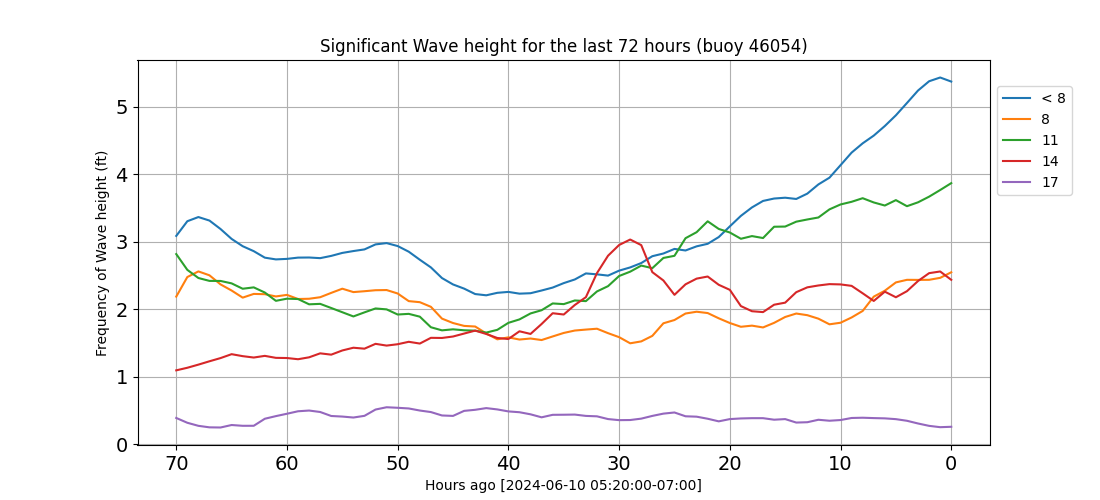 Significant Wave height for the last 72 hours (buoy 46054)
Frequency of Wave height (ft)
5
4
3
2
1
0
70 60 50 40 30 20 10 0
Hours ago [2024-06-10 05:20:00-07:00]
< 8
8
11
14
17